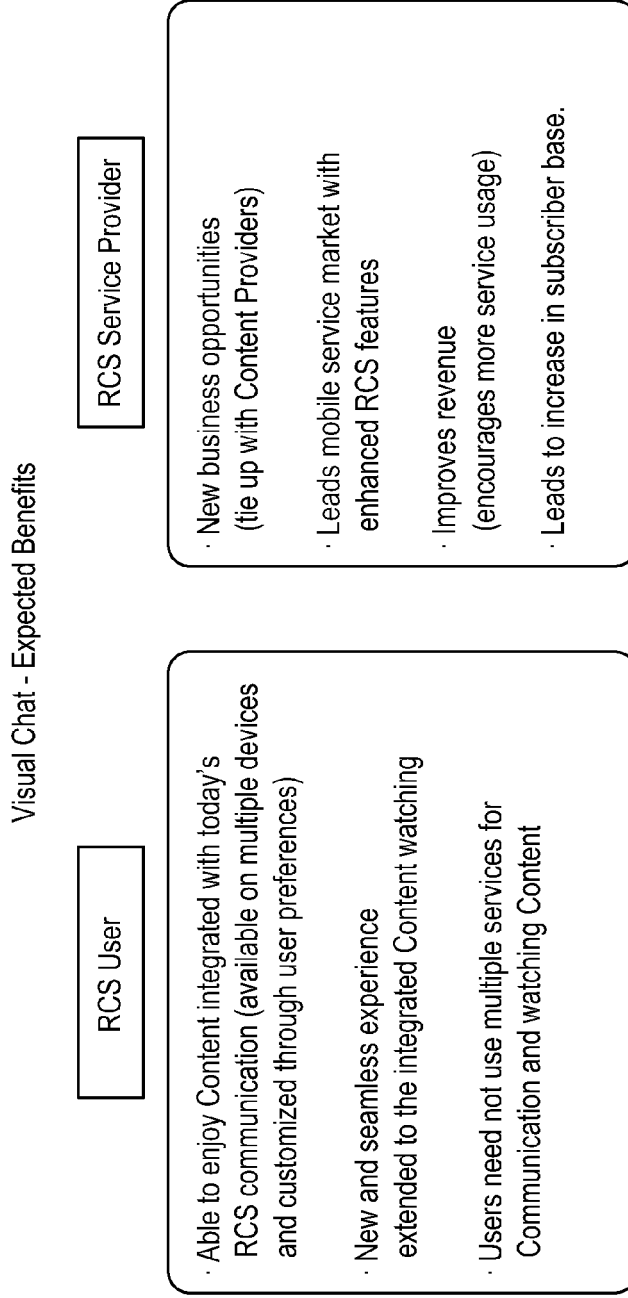 Visual Chat - Expected Benefits
RCS User
· Able to enjoy Content integrated with today's
RCS communication (available on multiple devices
and customized through user preferences)
· New and seamless experience
extended to the integrated Content watching
· Users need not use multiple services for
Communication and watching Content
RCS Service Provider
· New business opportunities
(tie up with Content Providers)
· Leads mobile service market with
enhanced RCS features
· Improves revenue
(encourages more service usage)
· Leads to increase in subscriber base.